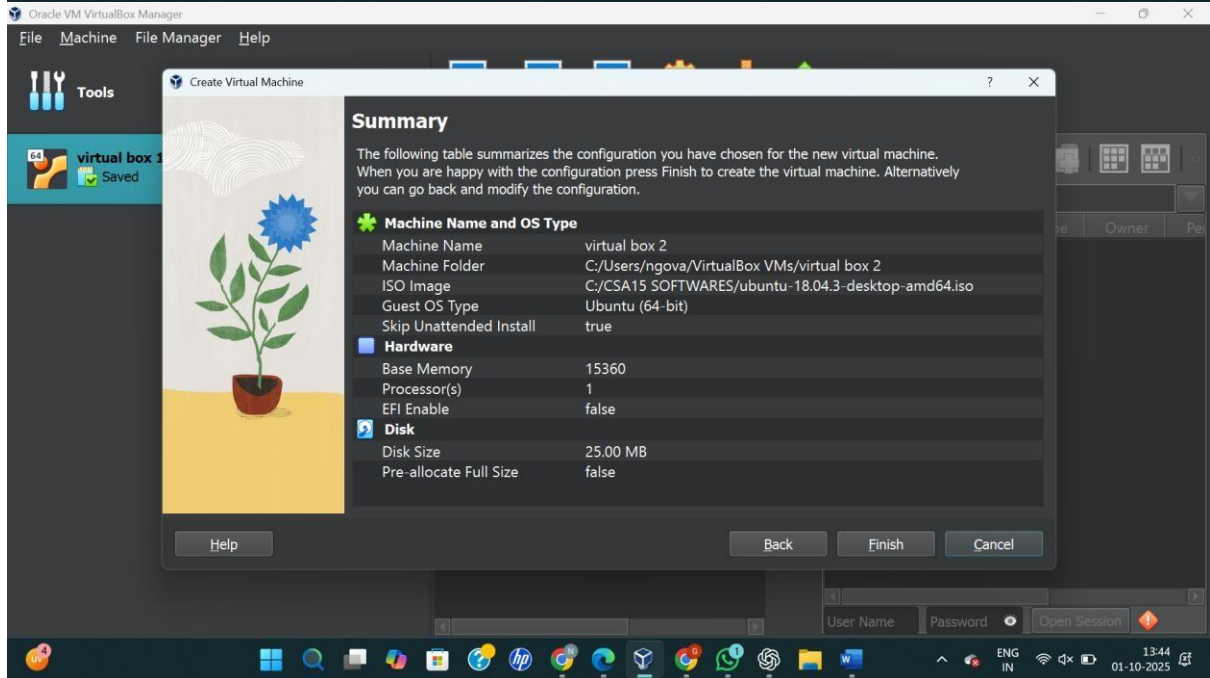 Oracle VM VirtualBox Manager
File Machine File Manager Help
Tools
Create Virtual Machine
?
64
virtual box 1
Saved
Summary
The following table summarizes the configuration you have chosen for the new virtual machine.
When you are happy with the configuration press Finish to create the virtual machine. Alternatively
you can go back and modify the configuration.
Machine Name and OS Type
Machine Name virtual box 2
Machine Folder C:/Users/ngova/VirtualBox VMs/virtual box 2
ISO Image C:/CSA15 SOFTWARES/ubuntu-18.04.3-desktop-amd64.iso
Guest OS Type Ubuntu (64-bit)
Skip Unattended Install true
Hardware
Base Memory 15360
Processor(s) 1
EFI Enable false
Disk
Disk Size 25.00 MB
Pre-allocate Full Size false
Owner
Help Back Finish Cancel
User Name Password Open Session
4
hp
N
G
1
W
ENG
IN
13:44
01-10-2025